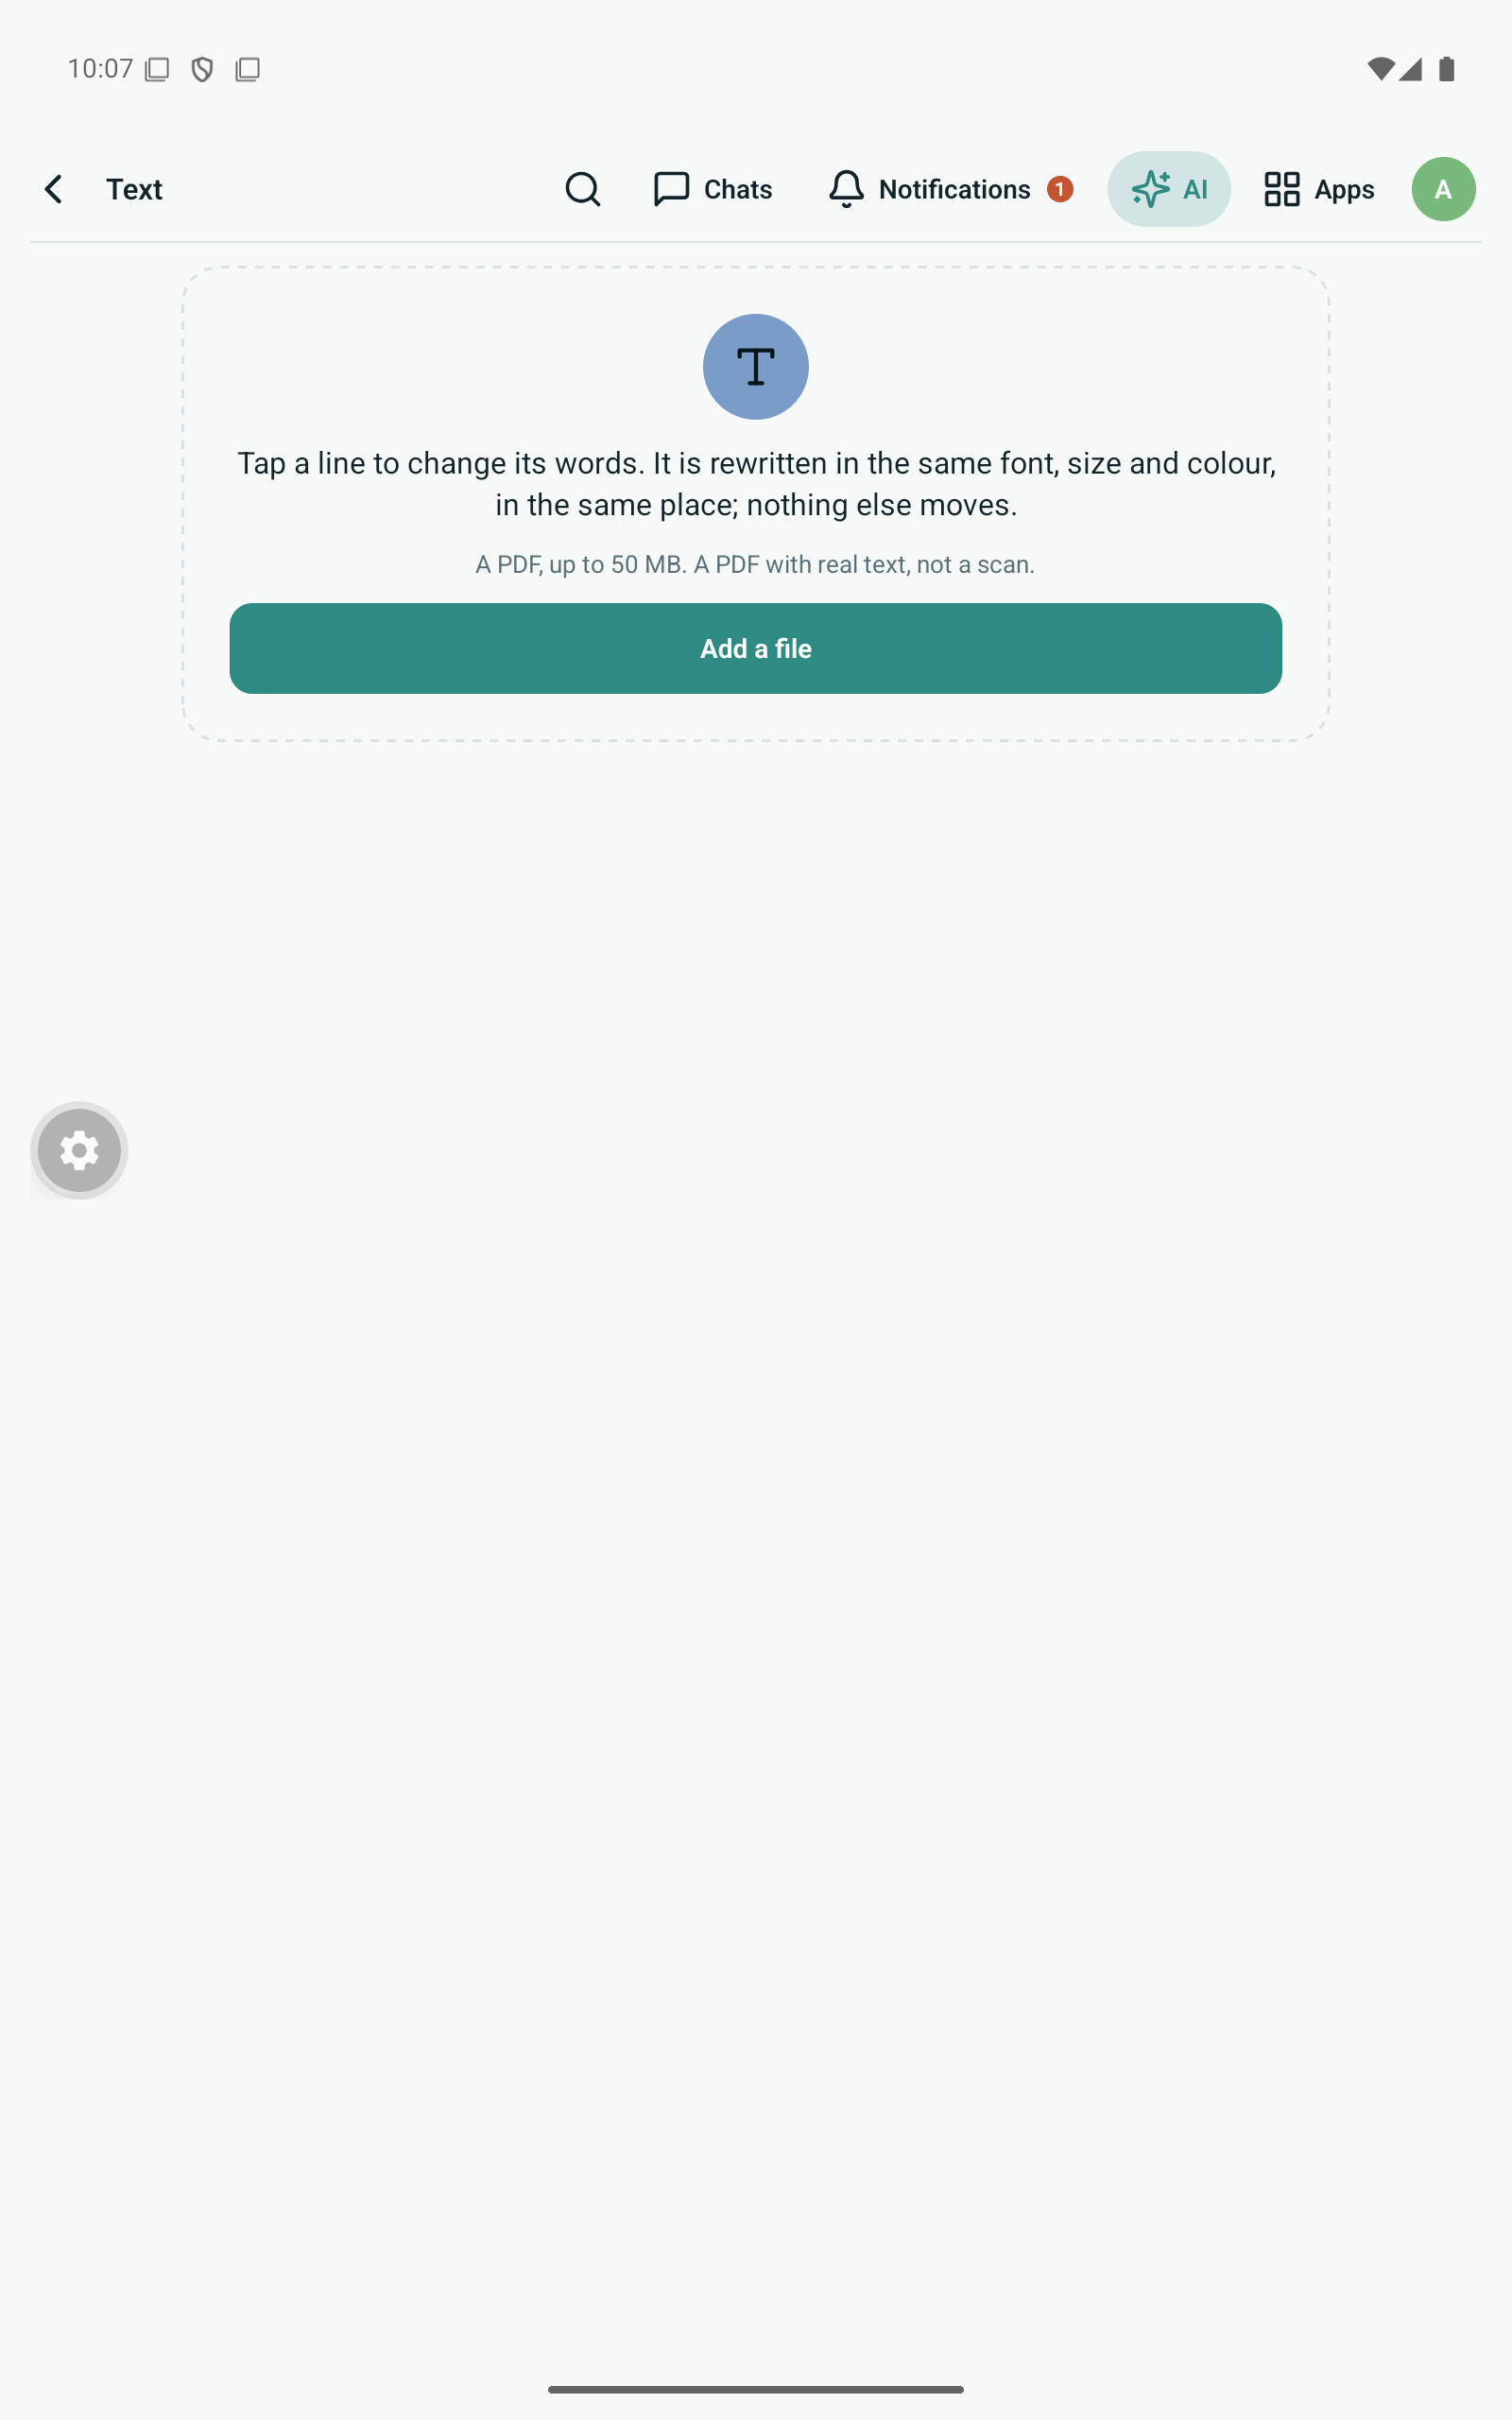 10:07
Text
Chats
Notifications 1
AI
Apps
A
T
Tap a line to change its words. It is rewritten in the same font, size and colour,
in the same place; nothing else moves.
A PDF, up to 50 MB. A PDF with real text, not a scan.
Add a file